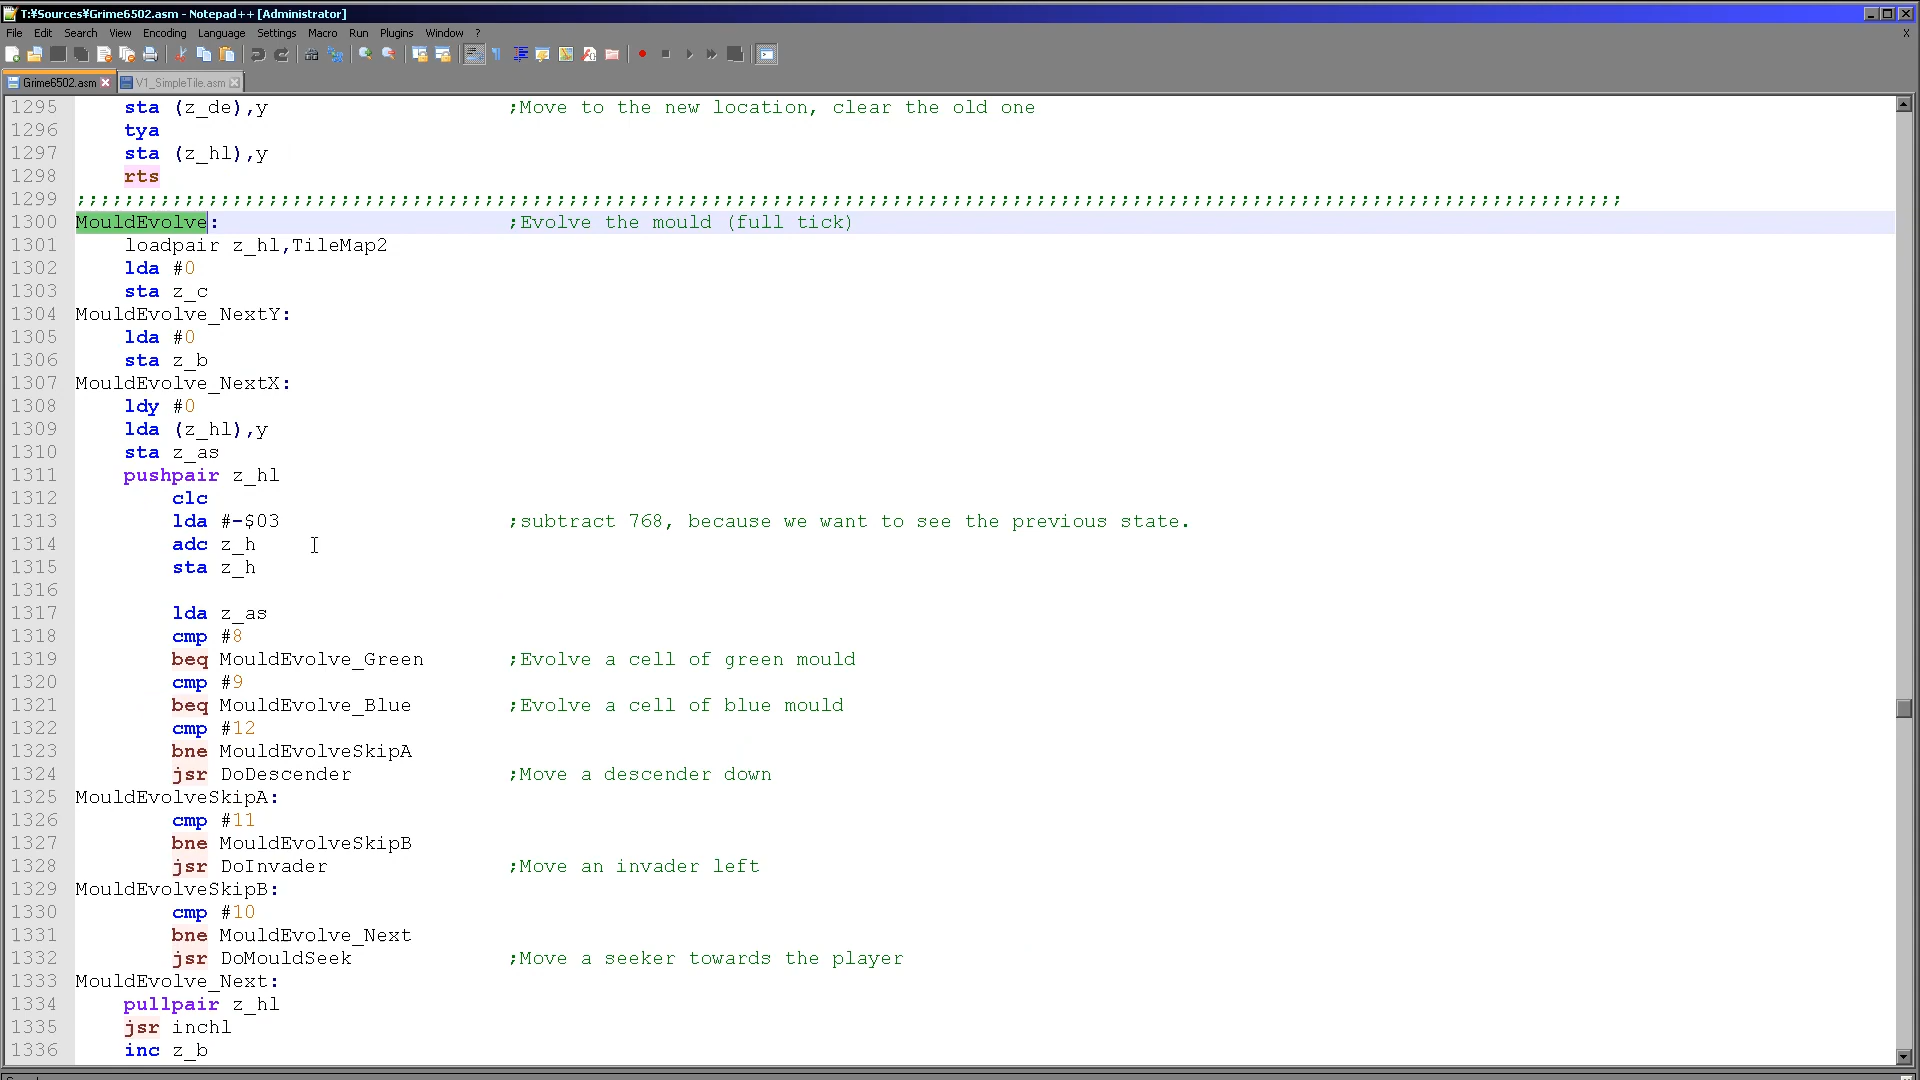 T:¥Sources¥Grime6502.asm - Notepad++ [Administrator]
File Edit Search View Encoding Language Settings Macro Run Plugins Window ? X
Grime6502.asm V1_SimpleTile.asm
1295 sta (z_de),y ;Move to the new location, clear the old one
1296 tya
1297 sta (z_hl),y
1298 rts
1299 ;;;;;;;;;;;;;;;;;;;;;;;;;;;;;;;;;;;;;;;;;;;;;;;;;;;;;;;;;;;;;;;;;;;;;;;;;;;;;;;;;;;;;;;;;;;;;;;;;;;;;;;;;;;;;;;;;;;;;;;;;;;;;;;;;
1300 MouldEvolve: ;Evolve the mould (full tick)
1301 loadpair z_hl,TileMap2
1302 lda #0
1303 sta z_c
1304 MouldEvolve_NextY:
1305 lda #0
1306 sta z_b
1307 MouldEvolve_NextX:
1308 ldy #0
1309 lda (z_hl),y
1310 sta z_as
1311 pushpair z_hl
1312 clc
1313 lda #-$03 ;subtract 768, because we want to see the previous state.
1314 adc z_h
1315 sta z_h
1316
1317 lda z_as
1318 cmp #8
1319 beq MouldEvolve_Green ;Evolve a cell of green mould
1320 cmp #9
1321 beq MouldEvolve_Blue ;Evolve a cell of blue mould
1322 cmp #12
1323 bne MouldEvolveSkipA
1324 jsr DoDescender ;Move a descender down
1325 MouldEvolveSkipA:
1326 cmp #11
1327 bne MouldEvolveSkipB
1328 jsr DoInvader ;Move an invader left
1329 MouldEvolveSkipB:
1330 cmp #10
1331 bne MouldEvolve_Next
1332 jsr DoMouldSeek ;Move a seeker towards the player
1333 MouldEvolve_Next:
1334 pullpair z_hl
1335 jsr inchl
1336 inc z_b